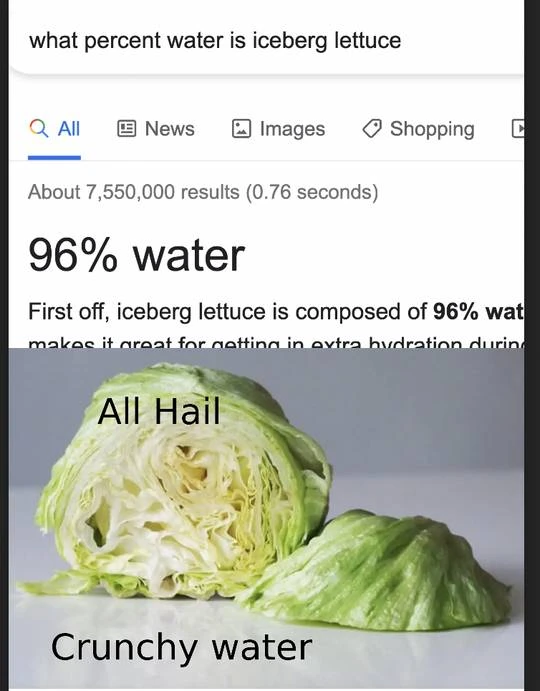 what percent water is iceberg lettuce
All News Images Shopping
About 7,550,000 results (0.76 seconds)
96% water
First off, iceberg lettuce is composed of 96% wat
makes it great for getting in extra hydration during
All Hail
Crunchy water